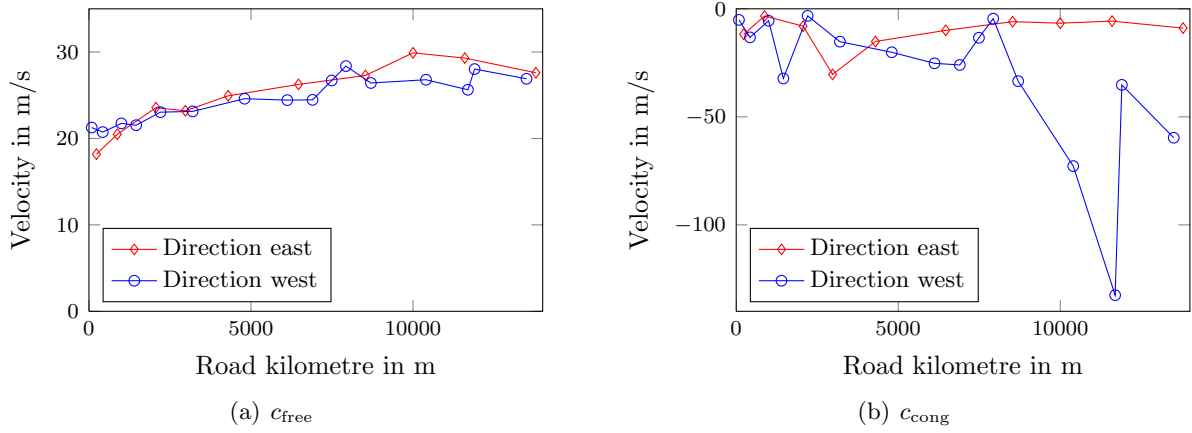 30
20
10
0
Velocity in m/s
Direction east
Direction west
0
5000
10000
Road kilometre in m
(a) c_free
0
−50
−100
Velocity in m/s
Direction east
Direction west
0
5000
10000
Road kilometre in m
(b) c_cong